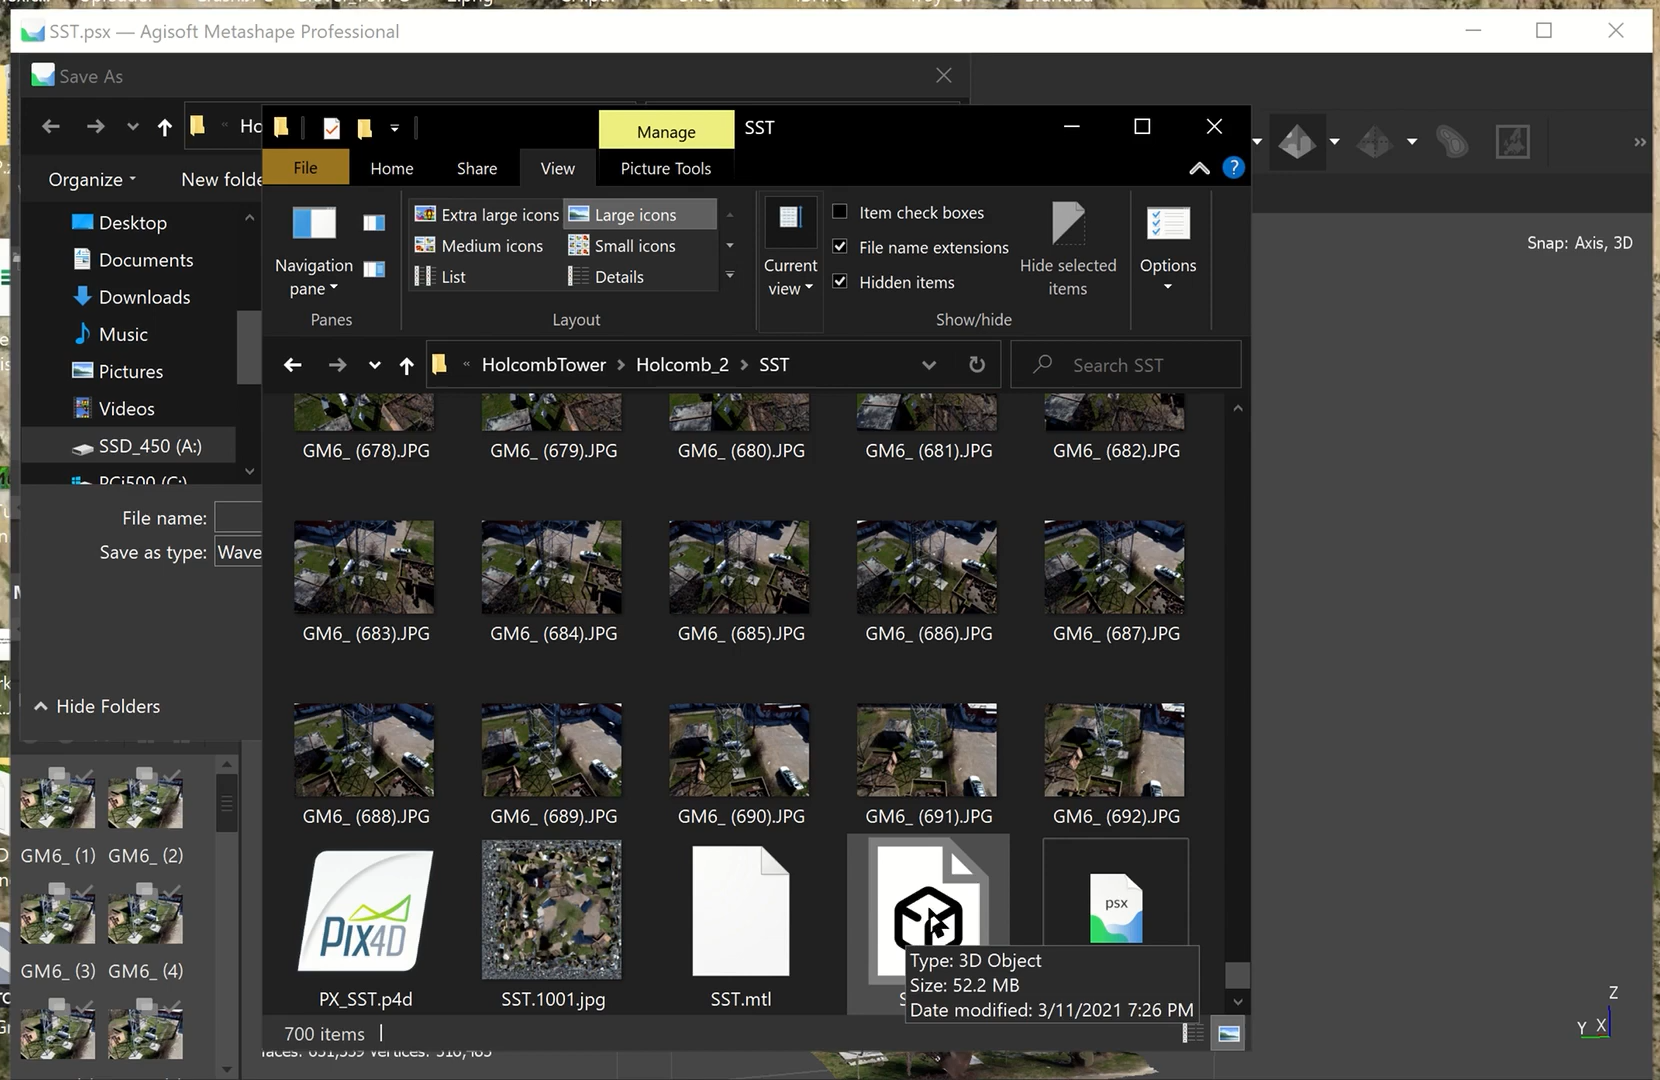 SST.psx — Agisoft Metashape Professional
Save As
Ho
Manage
SST
File
Home
Share
View
Picture Tools
Organize
New folde
Extra large icons
Large icons
Medium icons
Small icons
List
Details
Navigation
pane
Current
view
Item check boxes
File name extensions
Hidden items
Hide selected
items
Options
Panes
Layout
Show/hide
Snap: Axis, 3D
Desktop
Documents
Downloads
Music
Pictures
Videos
SSD_450 (A:)
PCi500 (C:)
HolcombTower
Holcomb_2
SST
Search SST
File name:
Save as type:
Wave
Hide Folders
GM6_ (678).JPG
GM6_ (679).JPG
GM6_ (680).JPG
GM6_ (681).JPG
GM6_ (682).JPG
GM6_ (683).JPG
GM6_ (684).JPG
GM6_ (685).JPG
GM6_ (686).JPG
GM6_ (687).JPG
GM6_ (688).JPG
GM6_ (689).JPG
GM6_ (690).JPG
GM6_ (691).JPG
GM6_ (692).JPG
GM6_ (1)
GM6_ (2)
GM6_ (3)
GM6_ (4)
PIX4D
psx
PX_SST.p4d
SST.1001.jpg
SST.mtl
Type: 3D Object
Size: 52.2 MB
Date modified: 3/11/2021 7:26 PM
700 items
Z
Y X